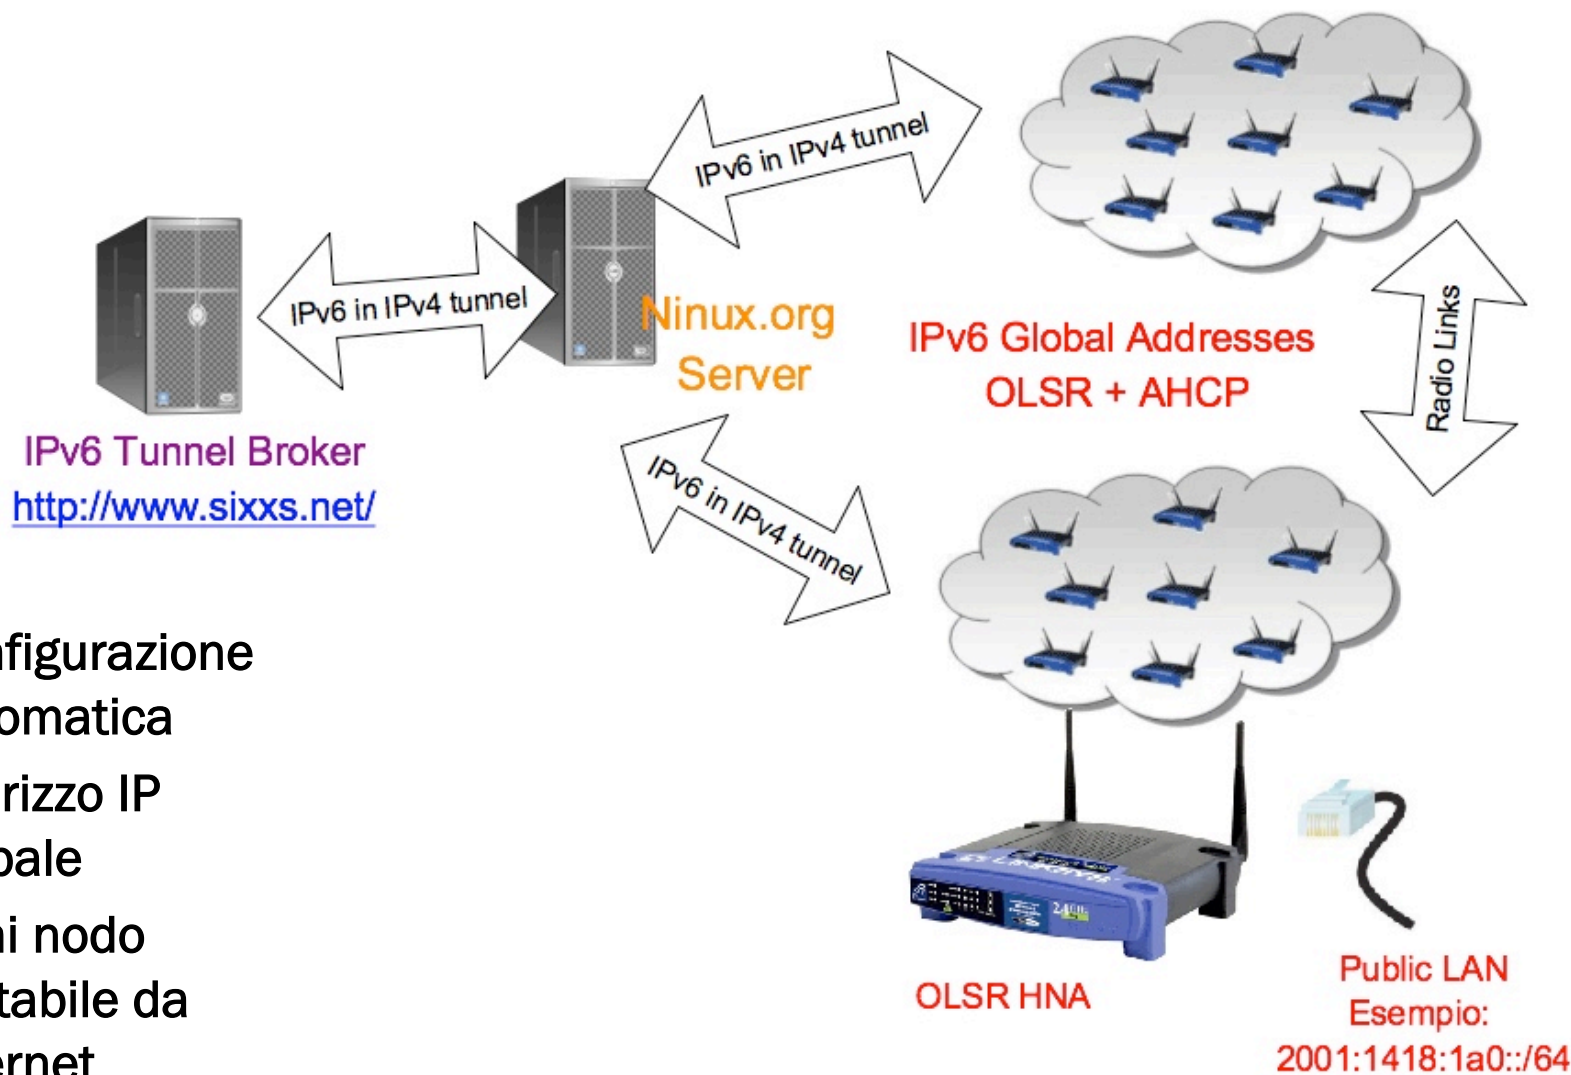 IPv6 in IPv4 tunnel
IPv6 in IPv4 tunnel
Ninux.org
Server
IPv6 Global Addresses
OLSR + AHCP
Radio Links
IPv6 Tunnel Broker
http://www.sixxs.net/
IPv6 in IPv4 tunnel
nfigurazione
omatica
rizzo IP
bale
ni nodo
tabile da
ernet
OLSR HNA
Public LAN
Esempio:
2001:1418:1a0::/64